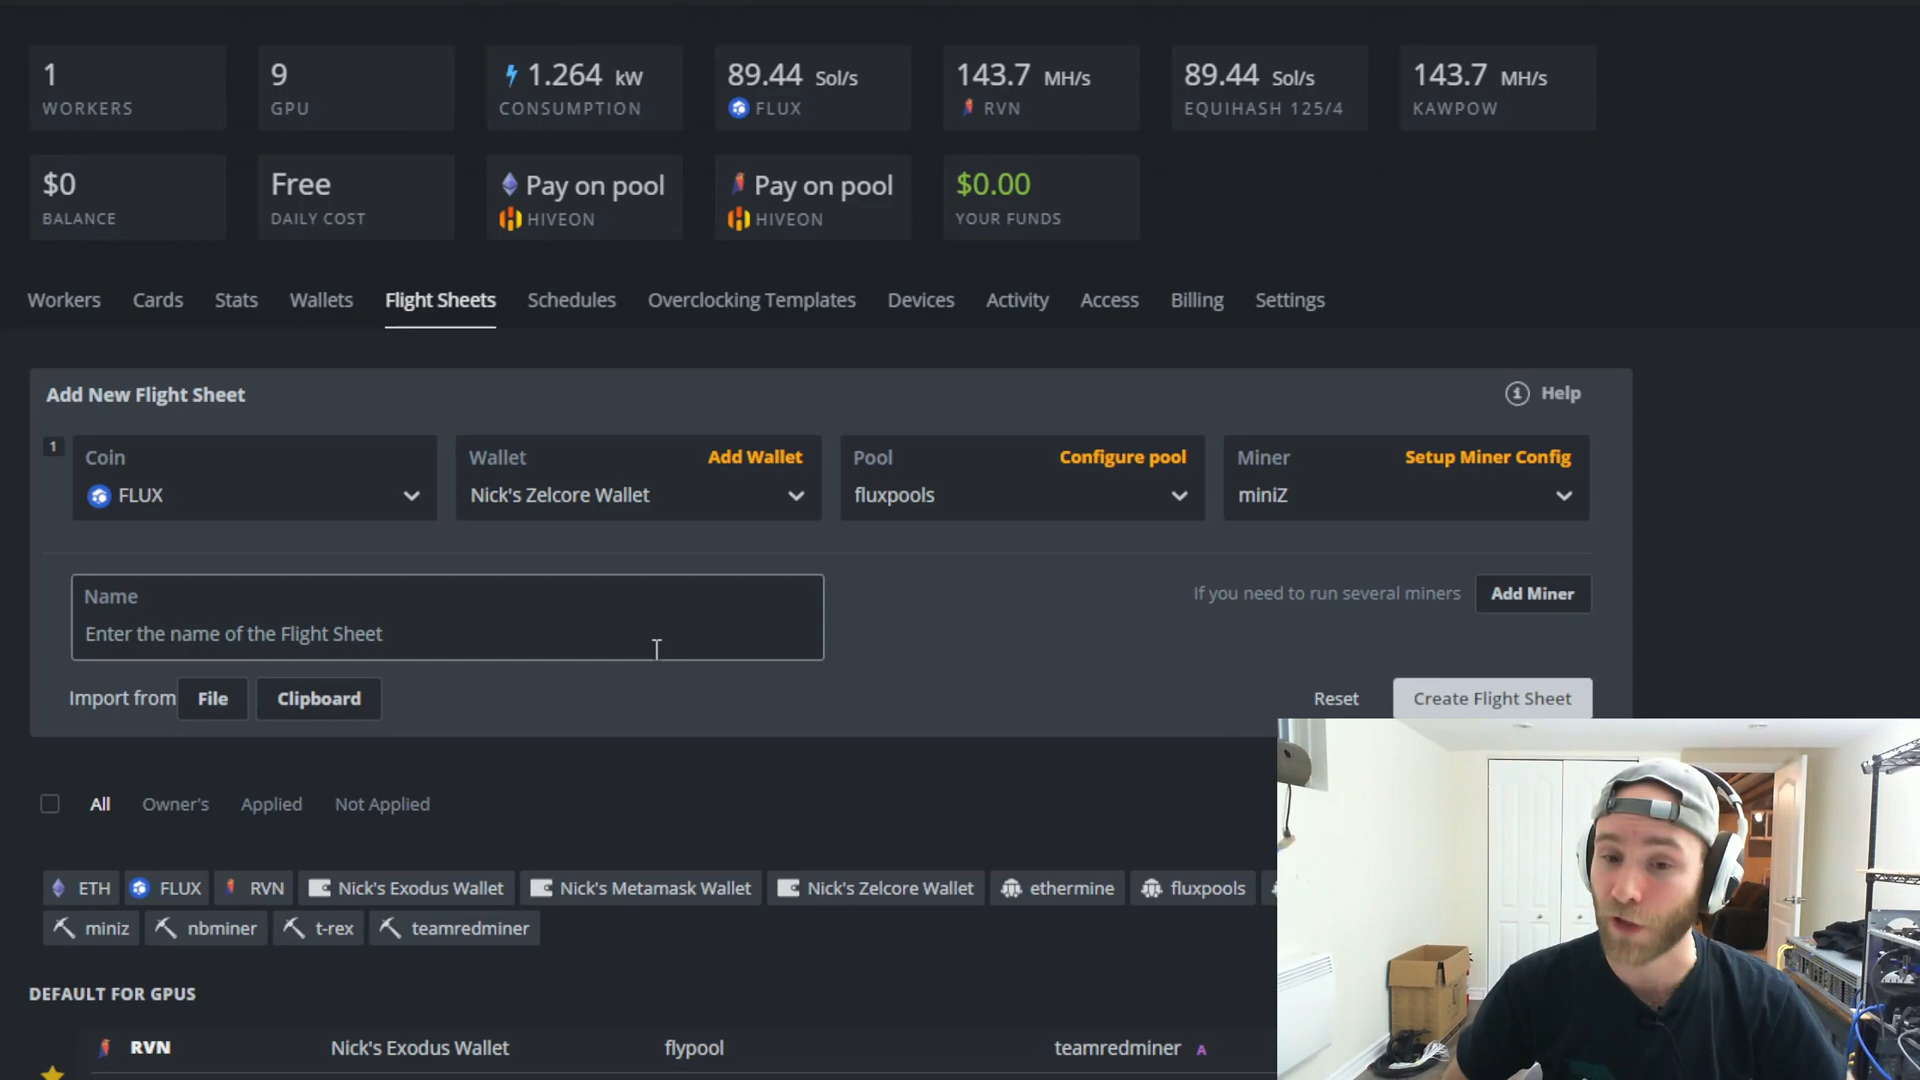 1
WORKERS
9
GPU
1.264 kW
CONSUMPTION
89.44 Sol/s
FLUX
143.7 MH/s
RVN
89.44 Sol/s
EQUIHASH 125/4
143.7 MH/s
KAWPOW
$0
BALANCE
Free
DAILY COST
Pay on pool
HIVEON
Pay on pool
HIVEON
$0.00
YOUR FUNDS
Workers Cards Stats Wallets Flight Sheets Schedules Overclocking Templates Devices Activity Access Billing Settings
Add New Flight Sheet
Help
1
Coin
FLUX
Wallet Add Wallet
Nick's Zelcore Wallet
Pool Configure pool
fluxpools
Miner Setup Miner Config
miniZ
Name
Enter the name of the Flight Sheet
If you need to run several miners Add Miner
Import from File Clipboard
Reset Create Flight Sheet
All Owner's Applied Not Applied
ETH FLUX RVN Nick's Exodus Wallet Nick's Metamask Wallet Nick's Zelcore Wallet ethermine fluxpools
miniz nbminer t-rex teamredminer
DEFAULT FOR GPUS
RVN Nick's Exodus Wallet flypool teamredminer A